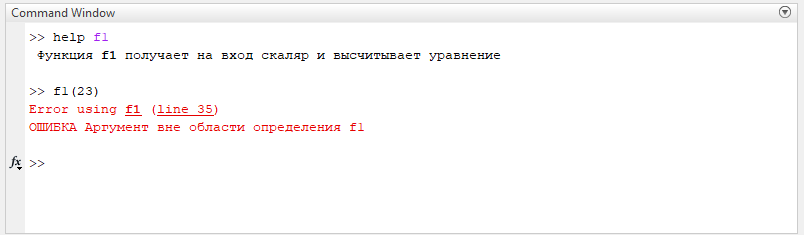 Command Window
>> help f1
Функция f1 получает на вход скаляр и высчитывает уравнение
>> f1(23)
Error using f1 (line 35)
ОШИБКА Аргумент вне области определения f1
fx >>